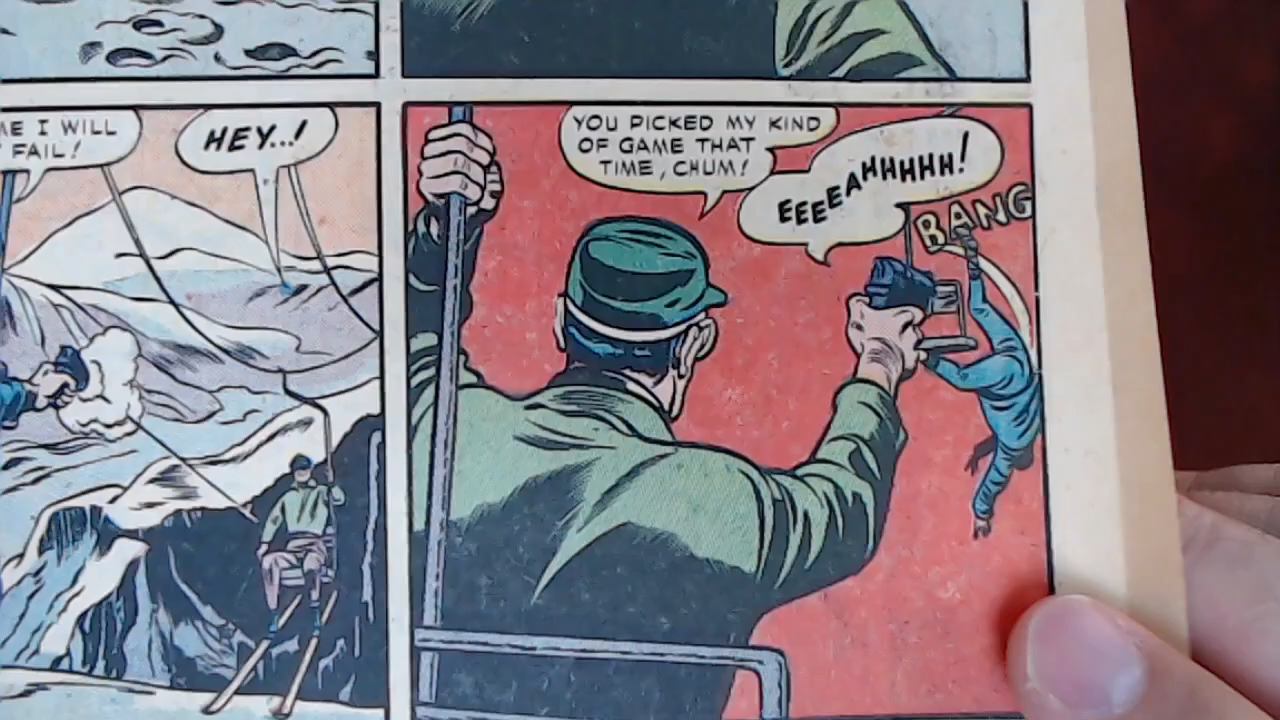 I WILL
FAIL!
HEY...!
YOU PICKED MY KIND
OF GAME THAT
TIME, CHUM!
EEEEAHHHHH!
BANG